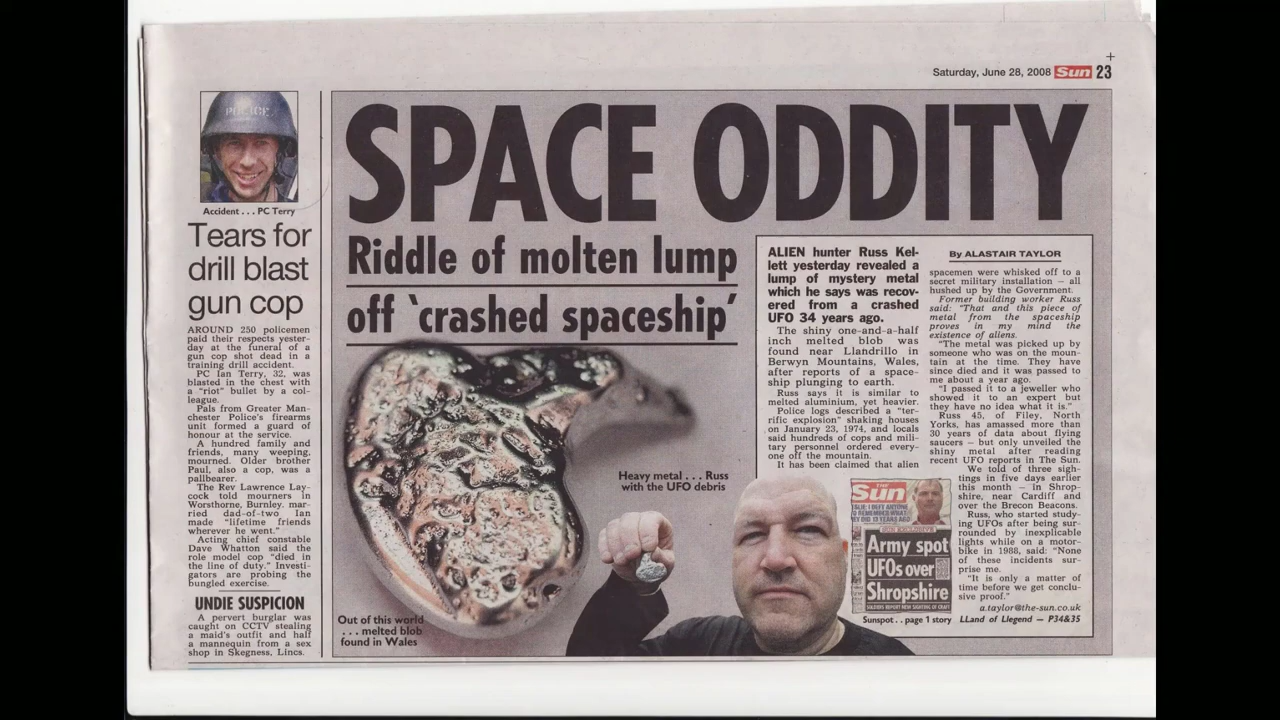 Saturday, June 28, 2008 Sun 23
POLICE
Accident . . . PC Terry
Tears for
drill blast
gun cop
AROUND 250 policemen
paid their respects yester-
day at the funeral of a
gun cop shot dead in a
training drill accident.
PC Ian Terry, 32, was
blasted in the chest with
a "riot" bullet by a col-
league.
Pals from Greater Man-
chester Police's firearms
unit formed a guard of
honour at the service.
A hundred family and
friends, many weeping,
mourned. Older brother
Paul, also a cop, was a
pallbearer.
The Rev Lawrence Lay-
cock told mourners in
Worsthorne, Burnley, mar-
ried dad-of-two Ian
made "lifetime friends
wherever he went."
Acting chief constable
Dave Whatton said the
role model cop "died in
the line of duty." Investi-
gators are probing the
bungled exercise.
UNDIE SUSPICION
A pervert burglar was
caught on CCTV stealing
a maid's outfit and half
a mannequin from a sex
shop in Skegness, Lincs.
SPACE ODDITY
Riddle of molten lump
off 'crashed spaceship'
Out of this world
. . . melted blob
found in Wales
Heavy metal . . . Russ
with the UFO debris
ALIEN hunter Russ Kel-
lett yesterday revealed a
lump of mystery metal
which he says was recov-
ered from a crashed
UFO 34 years ago.
The shiny one-and-a-half
inch melted blob was
found near Llandrillo in
Berwyn Mountains, Wales,
after reports of a space-
ship plunging to earth.
Russ says it is similar to
melted aluminium, yet heavier.
Police logs described a "ter-
rific explosion" shaking houses
on January 23, 1974, and locals
said hundreds of cops and mili-
tary personnel ordered every-
one off the mountain.
It has been claimed that alien
By ALASTAIR TAYLOR
spacemen were whisked off to a
secret military installation – all
hushed up by the Government.
Former building worker Russ
said: "That and this piece of
metal from the spaceship
proves in my mind the
existence of aliens.
"The metal was picked up by
someone who was on the moun-
tain at the time. They have
since died and it was passed to
me about a year ago.
"I passed it to a jeweller who
showed it to an expert but
they have no idea what it is."
Russ 45, of Filey, North
Yorks, has amassed more than
30 years of data about flying
saucers – but only unveiled the
shiny metal after reading
recent UFO reports in The Sun.
We told of three sigh-
tings in five days earlier
this month – in Shrop-
shire, near Cardiff and
over the Brecon Beacons.
Russ, who started study-
ing UFOs after being sur-
rounded by inexplicable
lights while on a motor-
bike in 1988, said: "None
of these incidents sur-
prise me.
"It is only a matter of
time before we get conclu-
sive proof."
a.taylor@the-sun.co.uk
LLand of Llegend — P34&35
THE
Sun
Army spot
UFOs over
Shropshire
Sunspot . . page 1 story